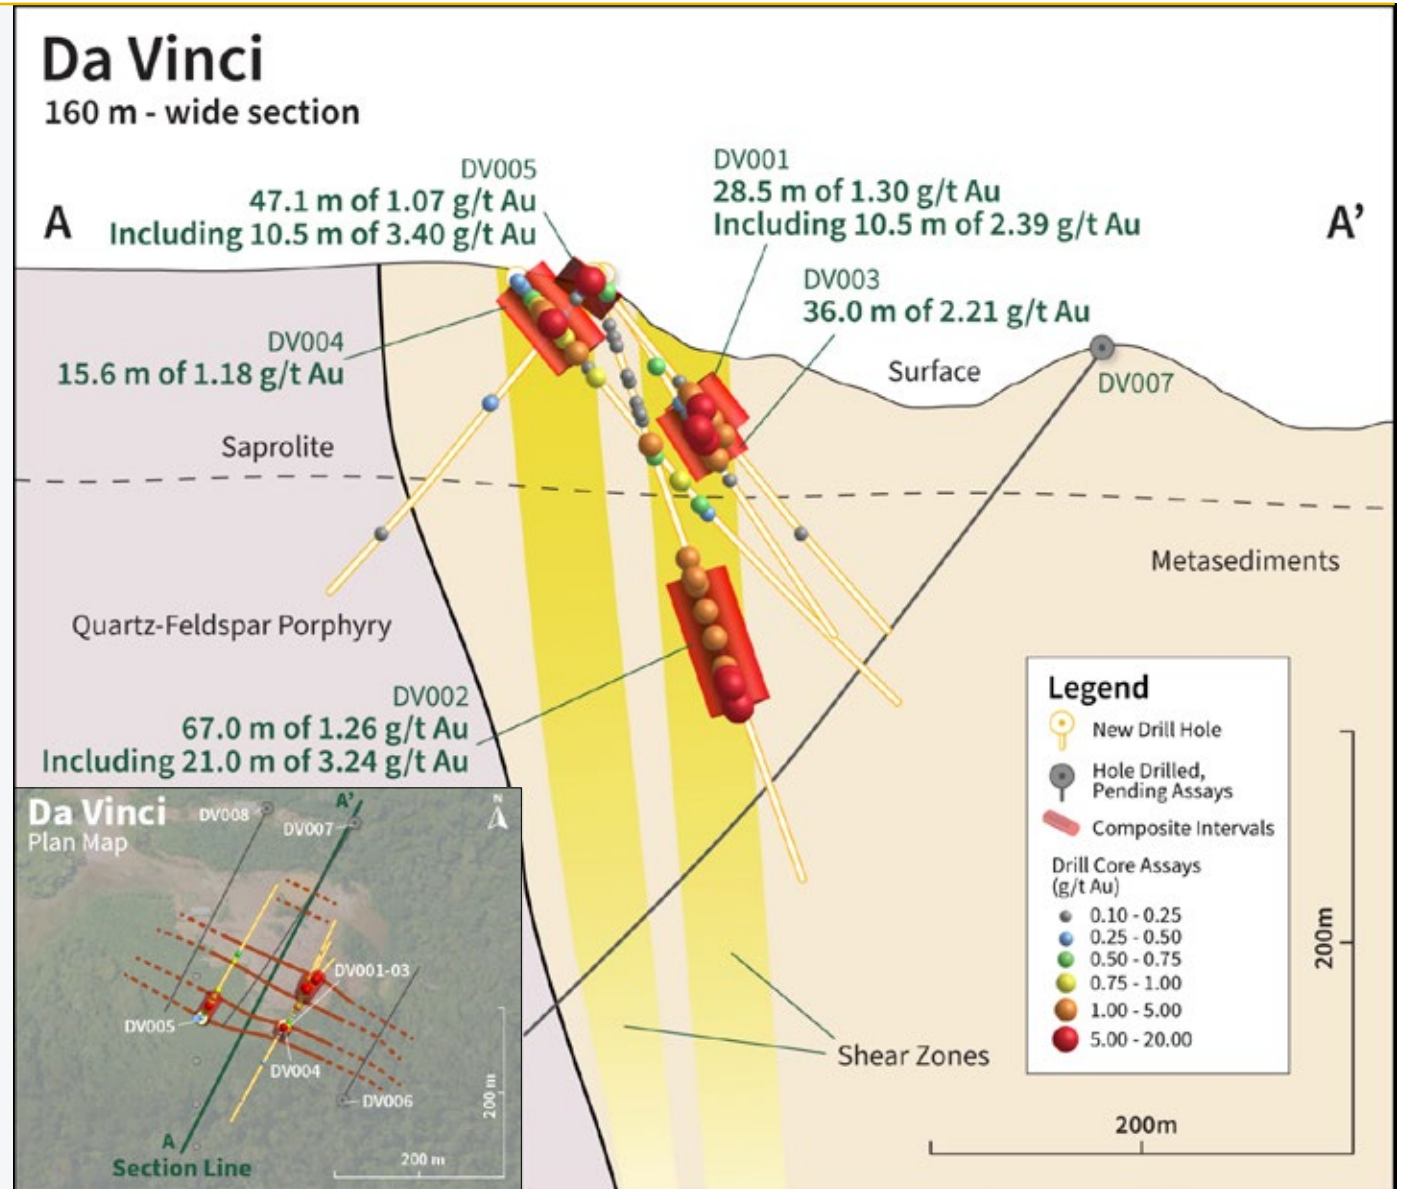 Da Vinci
160 m - wide section
DV005
47.1 m of 1.07 g/t Au
Including 10.5 m of 3.40 g/t Au
DV001
28.5 m of 1.30 g/t Au
Including 10.5 m of 2.39 g/t Au
A
A'
DV003
36.0 m of 2.21 g/t Au
DV004
15.6 m of 1.18 g/t Au
Surface
DV007
Saprolite
Metasediments
Quartz-Feldspar Porphyry
DV002
67.0 m of 1.26 g/t Au
Including 21.0 m of 3.24 g/t Au
Legend
New Drill Hole
Hole Drilled,
Pending Assays
Composite Intervals
Drill Core Assays
(g/t Au)
0.10 - 0.25
0.25 - 0.50
0.50 - 0.75
0.75 - 1.00
1.00 - 5.00
5.00 - 20.00
200m
Shear Zones
200m
Da Vinci
Plan Map
DV008
A'
DV007
N
DV001-03
DV005
DV004
DV006
200 m
A
Section Line
200 m